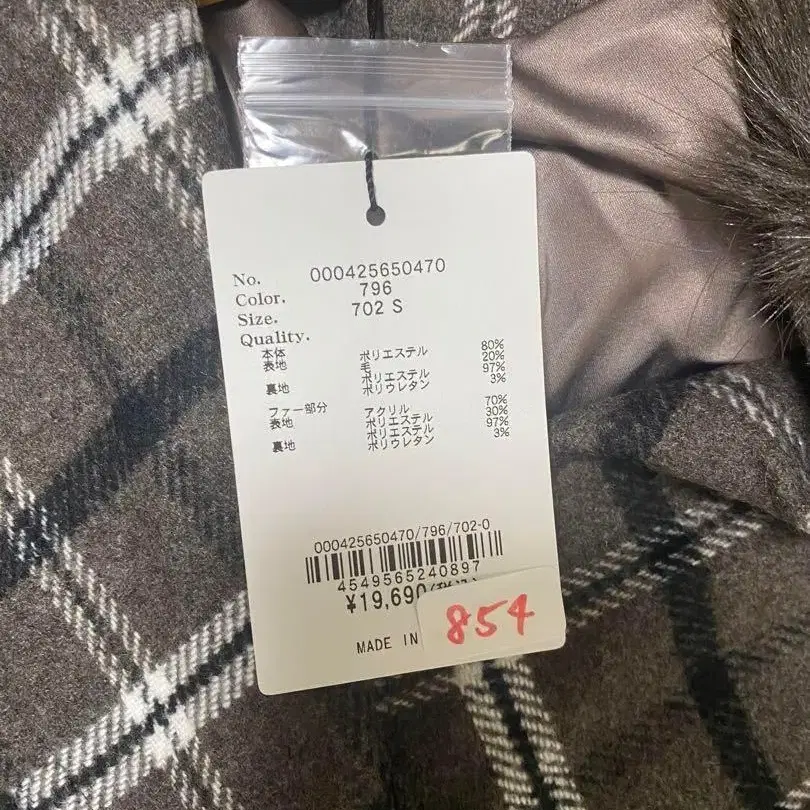 No. 000425650470
Color. 796
Size. 702 S
Quality.
本体
表地 ポリエステル 80%
毛 20%
裏地 ポリエステル 97%
ポリウレタン 3%
ファー部分
表地 アクリル 70%
ポリエステル 30%
裏地 ポリエステル 97%
ポリウレタン 3%
000425650470/796/702-0
4549565240897
¥19,690
MADE IN
854